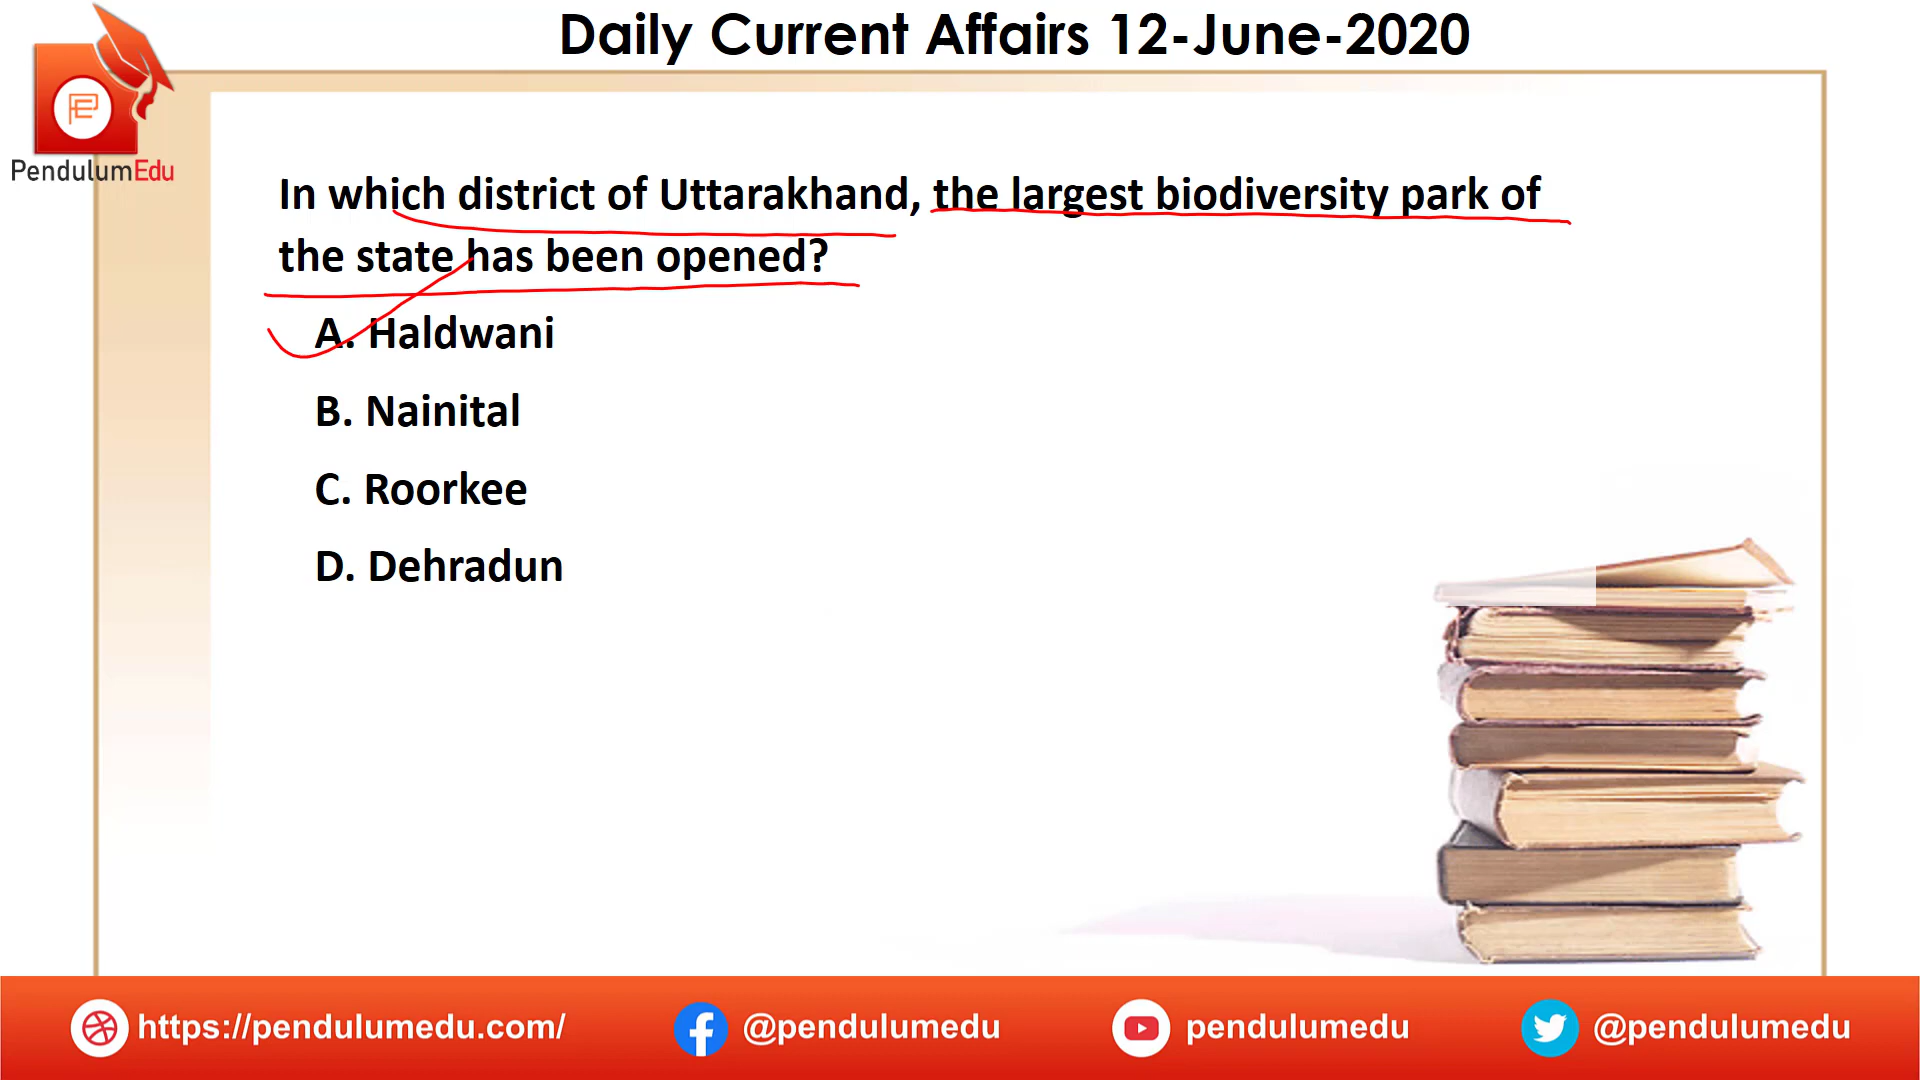 Daily Current Affairs 12-June-2020
PendulumEdu
In which district of Uttarakhand, the largest biodiversity park of
the state has been opened?
A. Haldwani
B. Nainital
C. Roorkee
D. Dehradun
https://pendulumedu.com/
@pendulumedu
pendulumedu
@pendulumedu